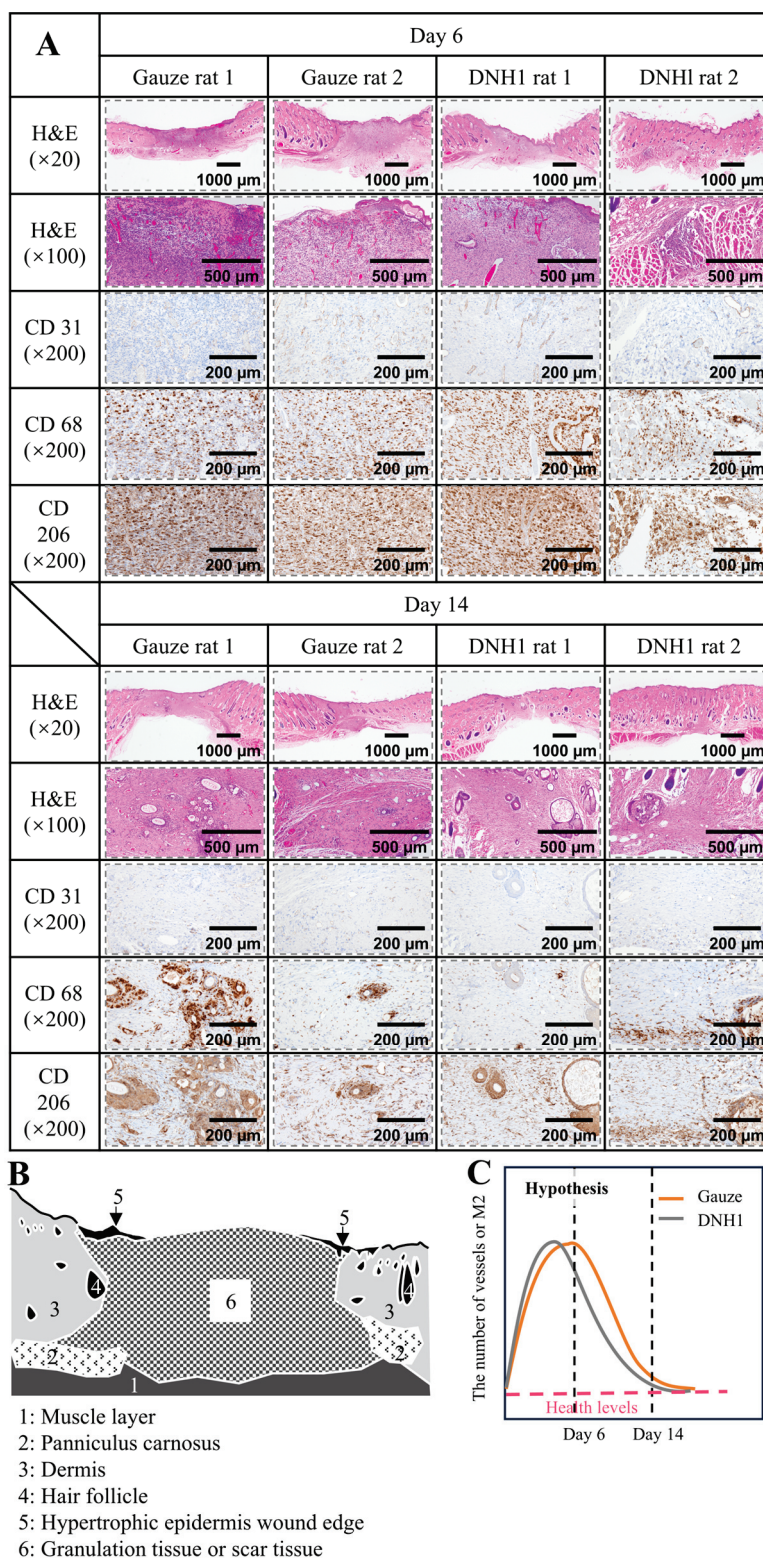 A
Day 6
Gauze rat 1 Gauze rat 2 DNH1 rat 1 DNHl rat 2
H&E
(×20)
1000 µm 1000 µm 1000 µm 1000 µm
H&E
(×100)
500 µm 500 µm 500 µm 500 µm
CD 31
(×200)
200 µm 200 µm 200 µm 200 µm
CD 68
(×200)
200 µm 200 µm 200 µm 200 µm
CD
206
(×200)
200 µm 200 µm 200 µm 200 µm
Day 14
Gauze rat 1 Gauze rat 2 DNH1 rat 1 DNH1 rat 2
H&E
(×20)
1000 µm 1000 µm 1000 µm 1000 µm
H&E
(×100)
500 µm 500 µm 500 µm 500 µm
CD 31
(×200)
200 µm 200 µm 200 µm 200 µm
CD 68
(×200)
200 µm 200 µm 200 µm 200 µm
CD
206
(×200)
200 µm 200 µm 200 µm 200 µm
B
5
5
4
4
3
3
6
2
2
1
1: Muscle layer
2: Panniculus carnosus
3: Dermis
4: Hair follicle
5: Hypertrophic epidermis wound edge
6: Granulation tissue or scar tissue
C
Hypothesis
Gauze
DNH1
The number of vessels or M2
Health levels
Day 6 Day 14